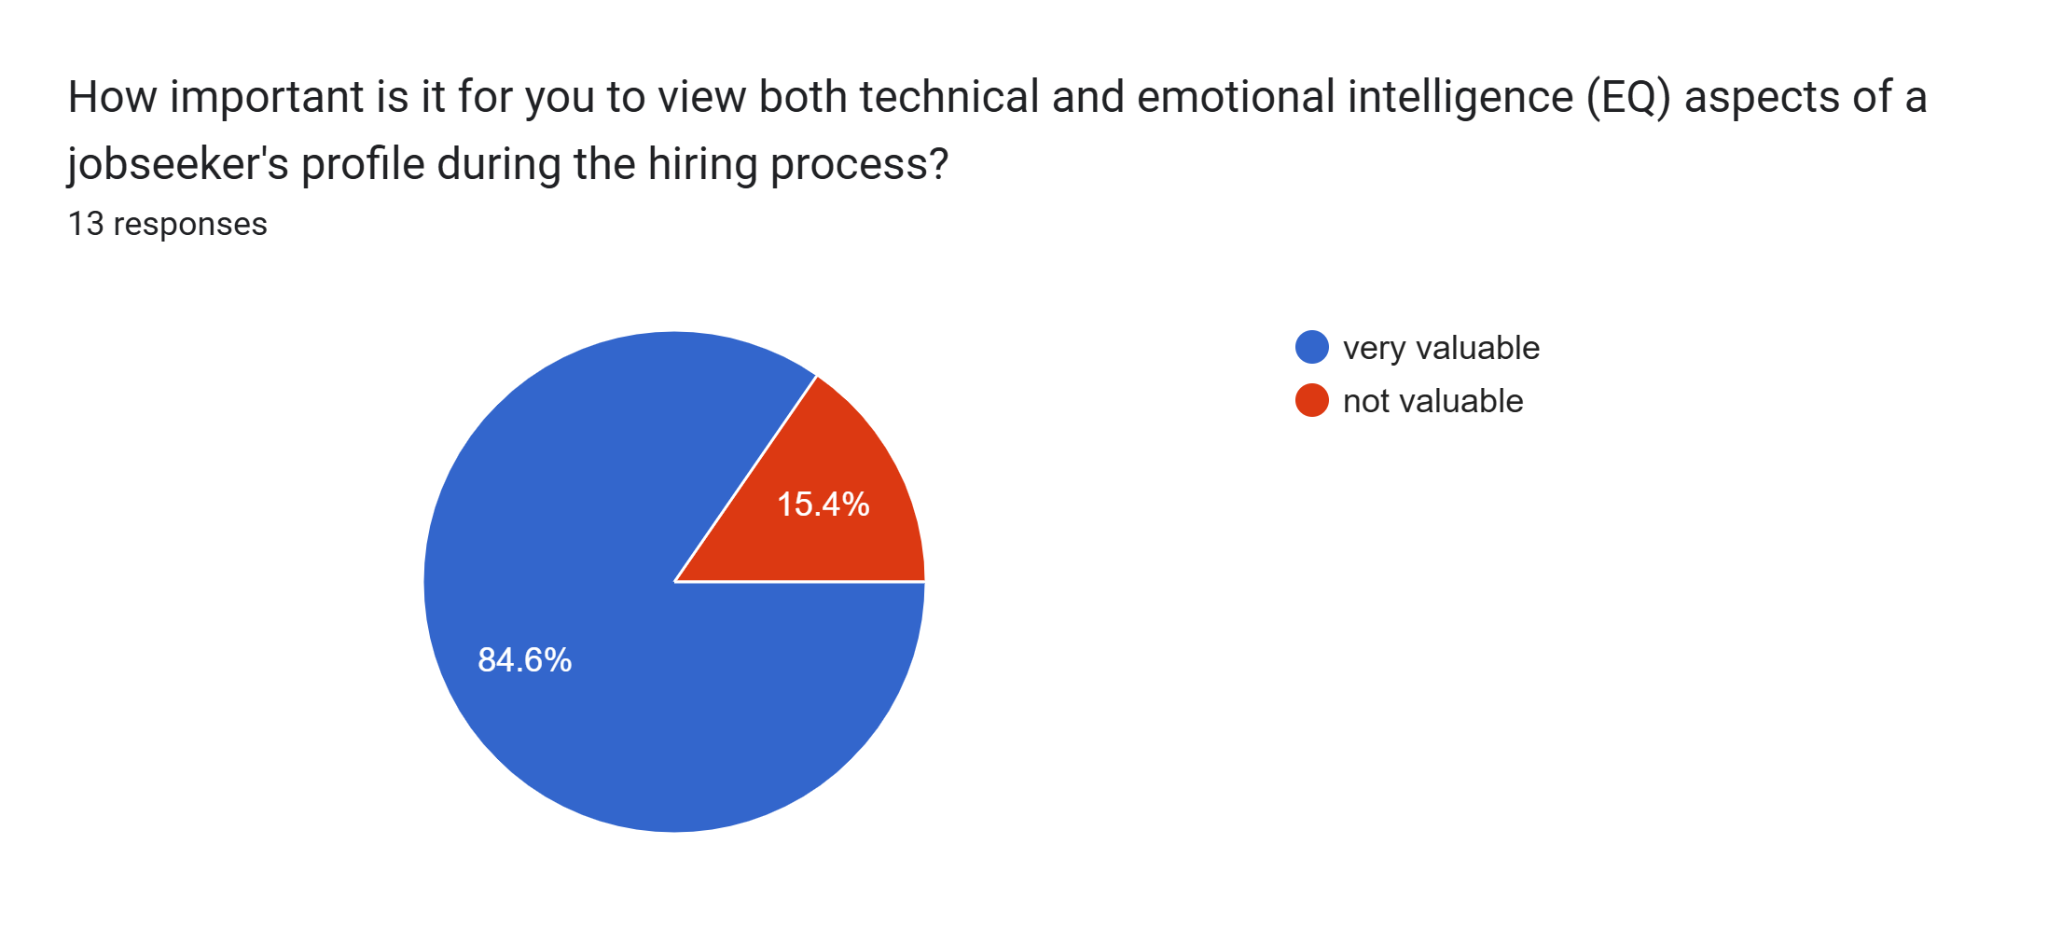 How important is it for you to view both technical and emotional intelligence (EQ) aspects of a
jobseeker's profile during the hiring process?
13 responses
very valuable
not valuable
15.4%
84.6%